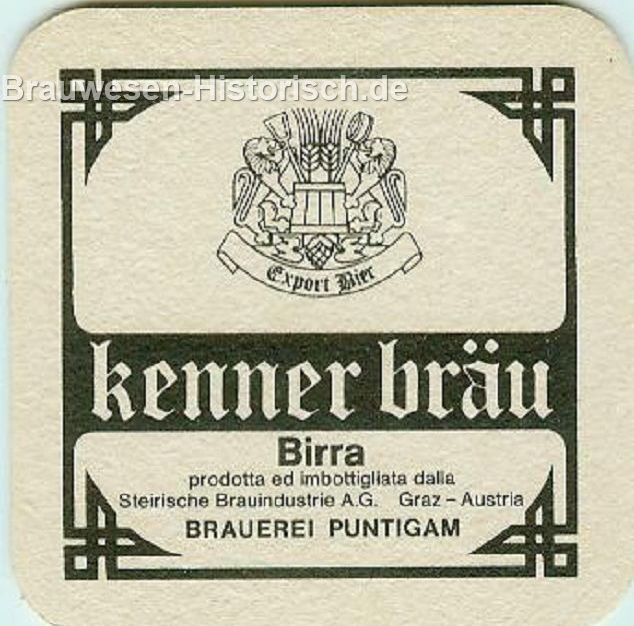 Brauwesen-Historisch.de
Export Bier
kenner bräu
Birra
prodotta ed imbottigliata dalla
Steirische Brauindustrie A.G. Graz – Austria
BRAUEREI PUNTIGAM